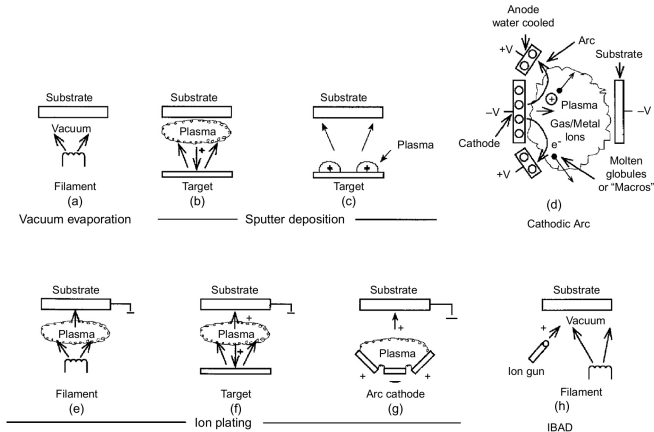 Substrate
Vacuum
Filament
(a)
Vacuum evaporation
Substrate
Plasma
+
Target
(b)
Sputter deposition
Substrate
Plasma
+ +
Target
(c)
Anode
water cooled
Arc
+V
Substrate
–V
Cathode
+
Plasma
Gas/Metal
Ions
e-
–V
+V
Molten
globules
or “Macros”
(d)
Cathodic Arc
Substrate
Plasma
Filament
(e)
Substrate
+
Plasma
+
Target
(f)
Ion plating
Substrate
+
Plasma
+ +
Arc cathode
(g)
Substrate
Vacuum
+
Ion gun
Filament
(h)
IBAD